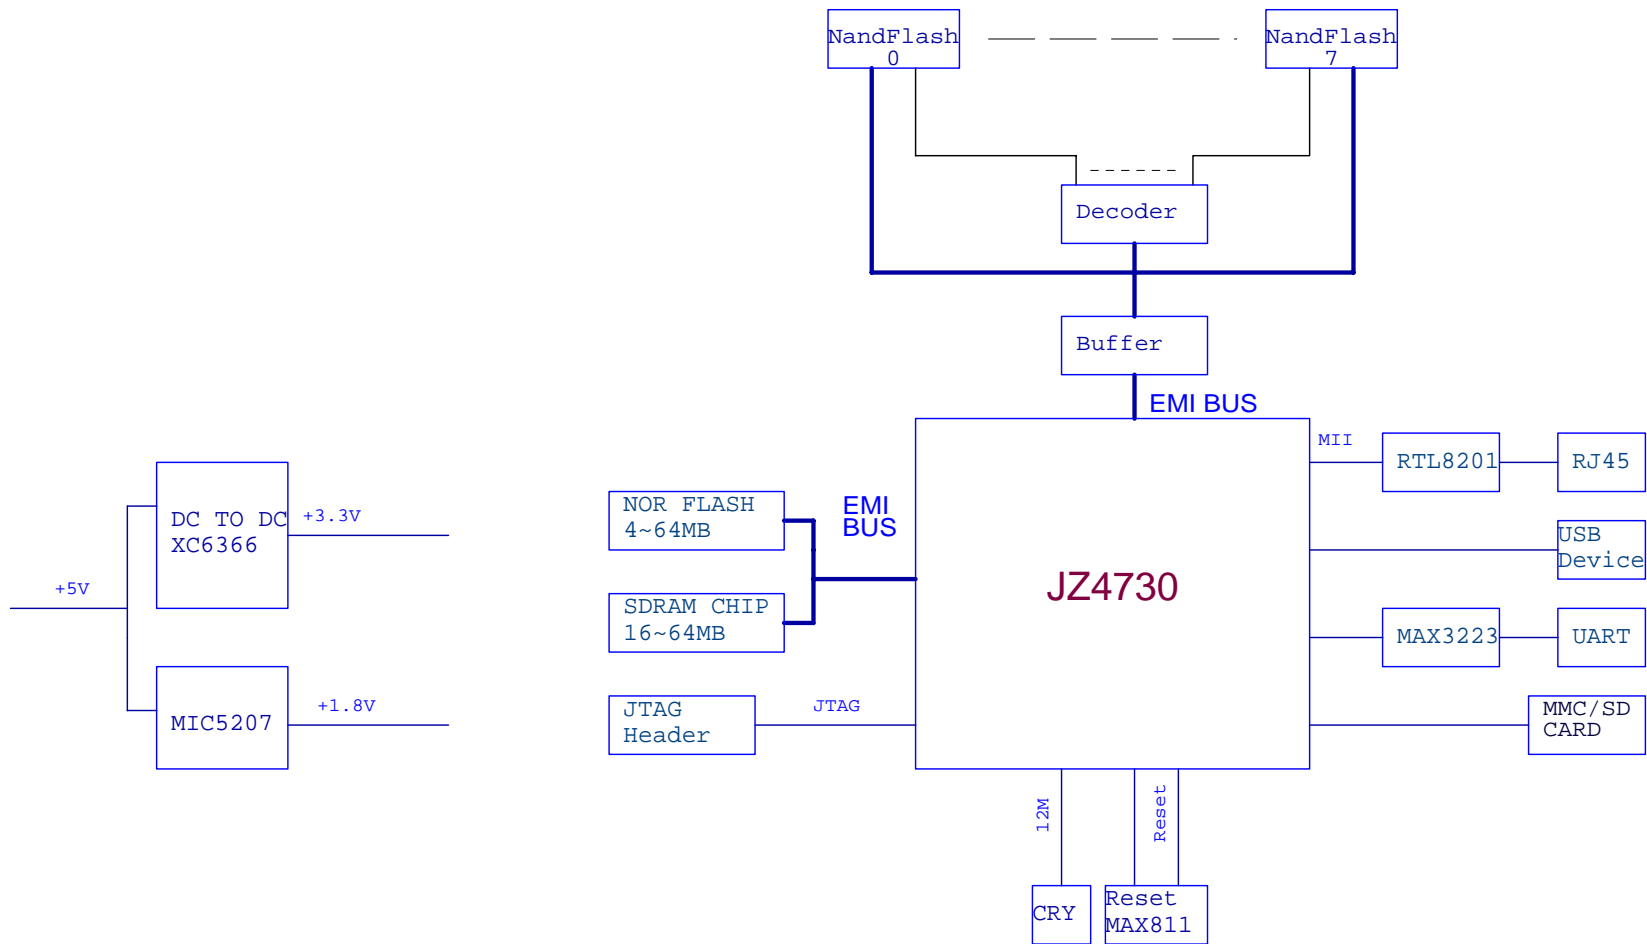 NandFlash
0
NandFlash
7
Decoder
Buffer
EMI BUS
MII
RTL8201
RJ45
NOR FLASH
4~64MB
EMI
BUS
DC TO DC
XC6366
+3.3V
USB
Device
JZ4730
+5V
SDRAM CHIP
16~64MB
MAX3223
UART
MIC5207
+1.8V
JTAG
Header
JTAG
MMC/SD
CARD
12M
Reset
CRY
Reset
MAX811